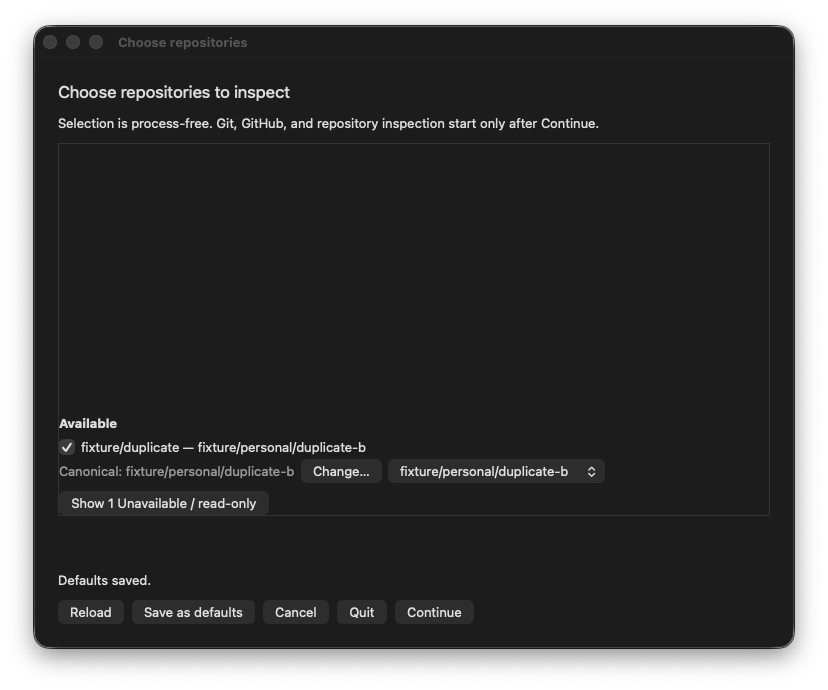 Choose repositories
Choose repositories to inspect
Selection is process-free. Git, GitHub, and repository inspection start only after Continue.
Available
fixture/duplicate — fixture/personal/duplicate-b
Canonical: fixture/personal/duplicate-b Change... fixture/personal/duplicate-b
Show 1 Unavailable / read-only
Defaults saved.
Reload Save as defaults Cancel Quit Continue